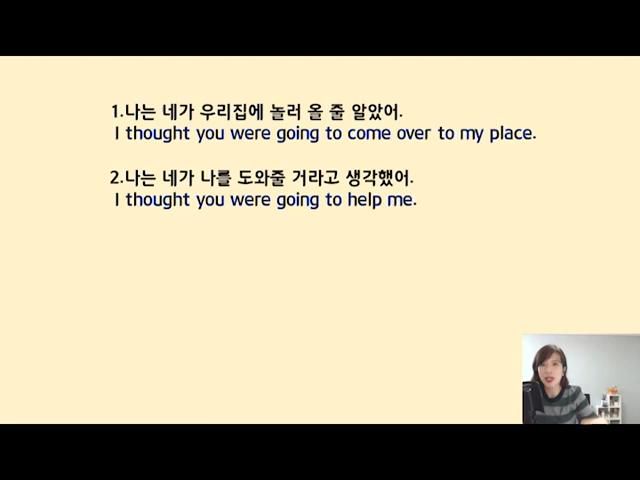 1.나는 네가 우리집에 놀러 올 줄 알았어.
I thought you were going to come over to my place.
2.나는 네가 나를 도와줄 거라고 생각했어.
I thought you were going to help me.